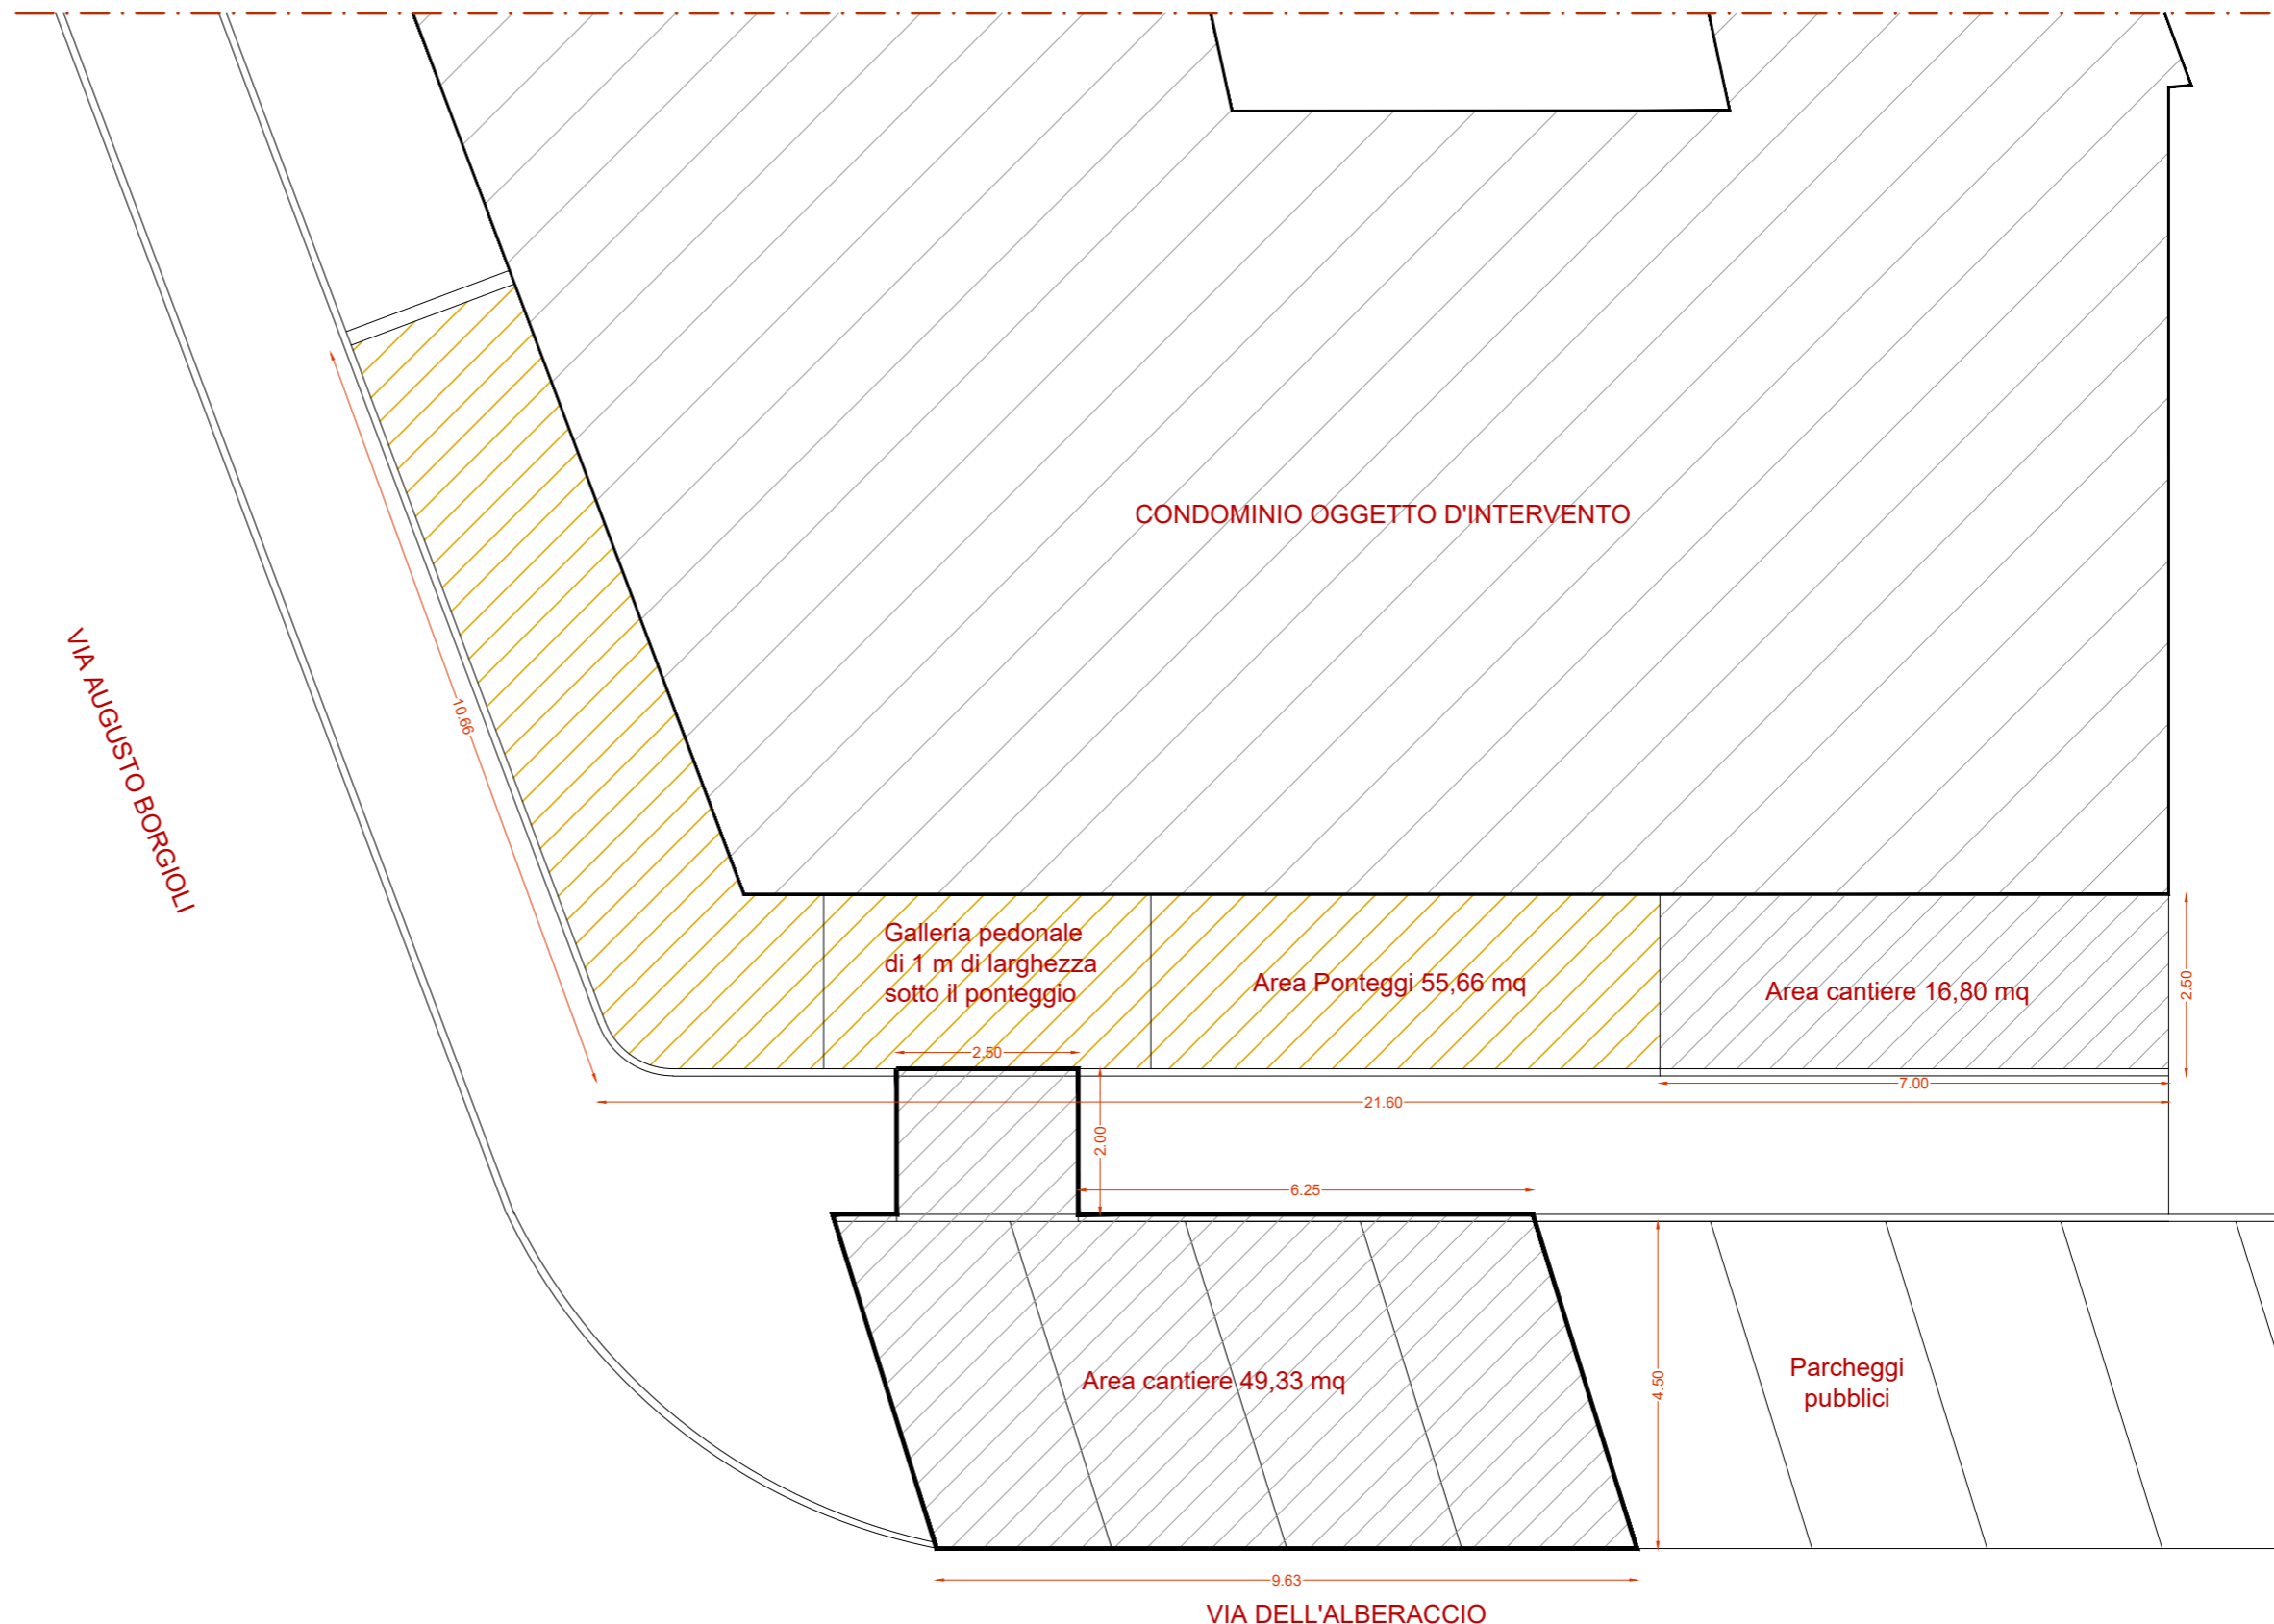 CONDOMINIO OGGETTO D'INTERVENTO
VIA AUGUSTO BORGIOLI
10.66
Galleria pedonale
di 1 m di larghezza
sotto il ponteggio
Area Ponteggi 55,66 mq
Area cantiere 16,80 mq
2.50
2.50
7.00
21.60
2.00
6.25
Area cantiere 49,33 mq
4.50
Parcheggi
pubblici
9.63
VIA DELL'ALBERACCIO